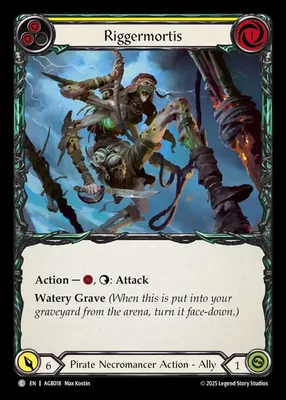 Riggermortis
1
Action — , : Attack
Watery Grave (When this is put into your
graveyard from the arena, turn it face-down.)
6 Pirate Necromancer Action - Ally 1
C EN | AGB018 Max Kostin © 2025 Legend Story Studios